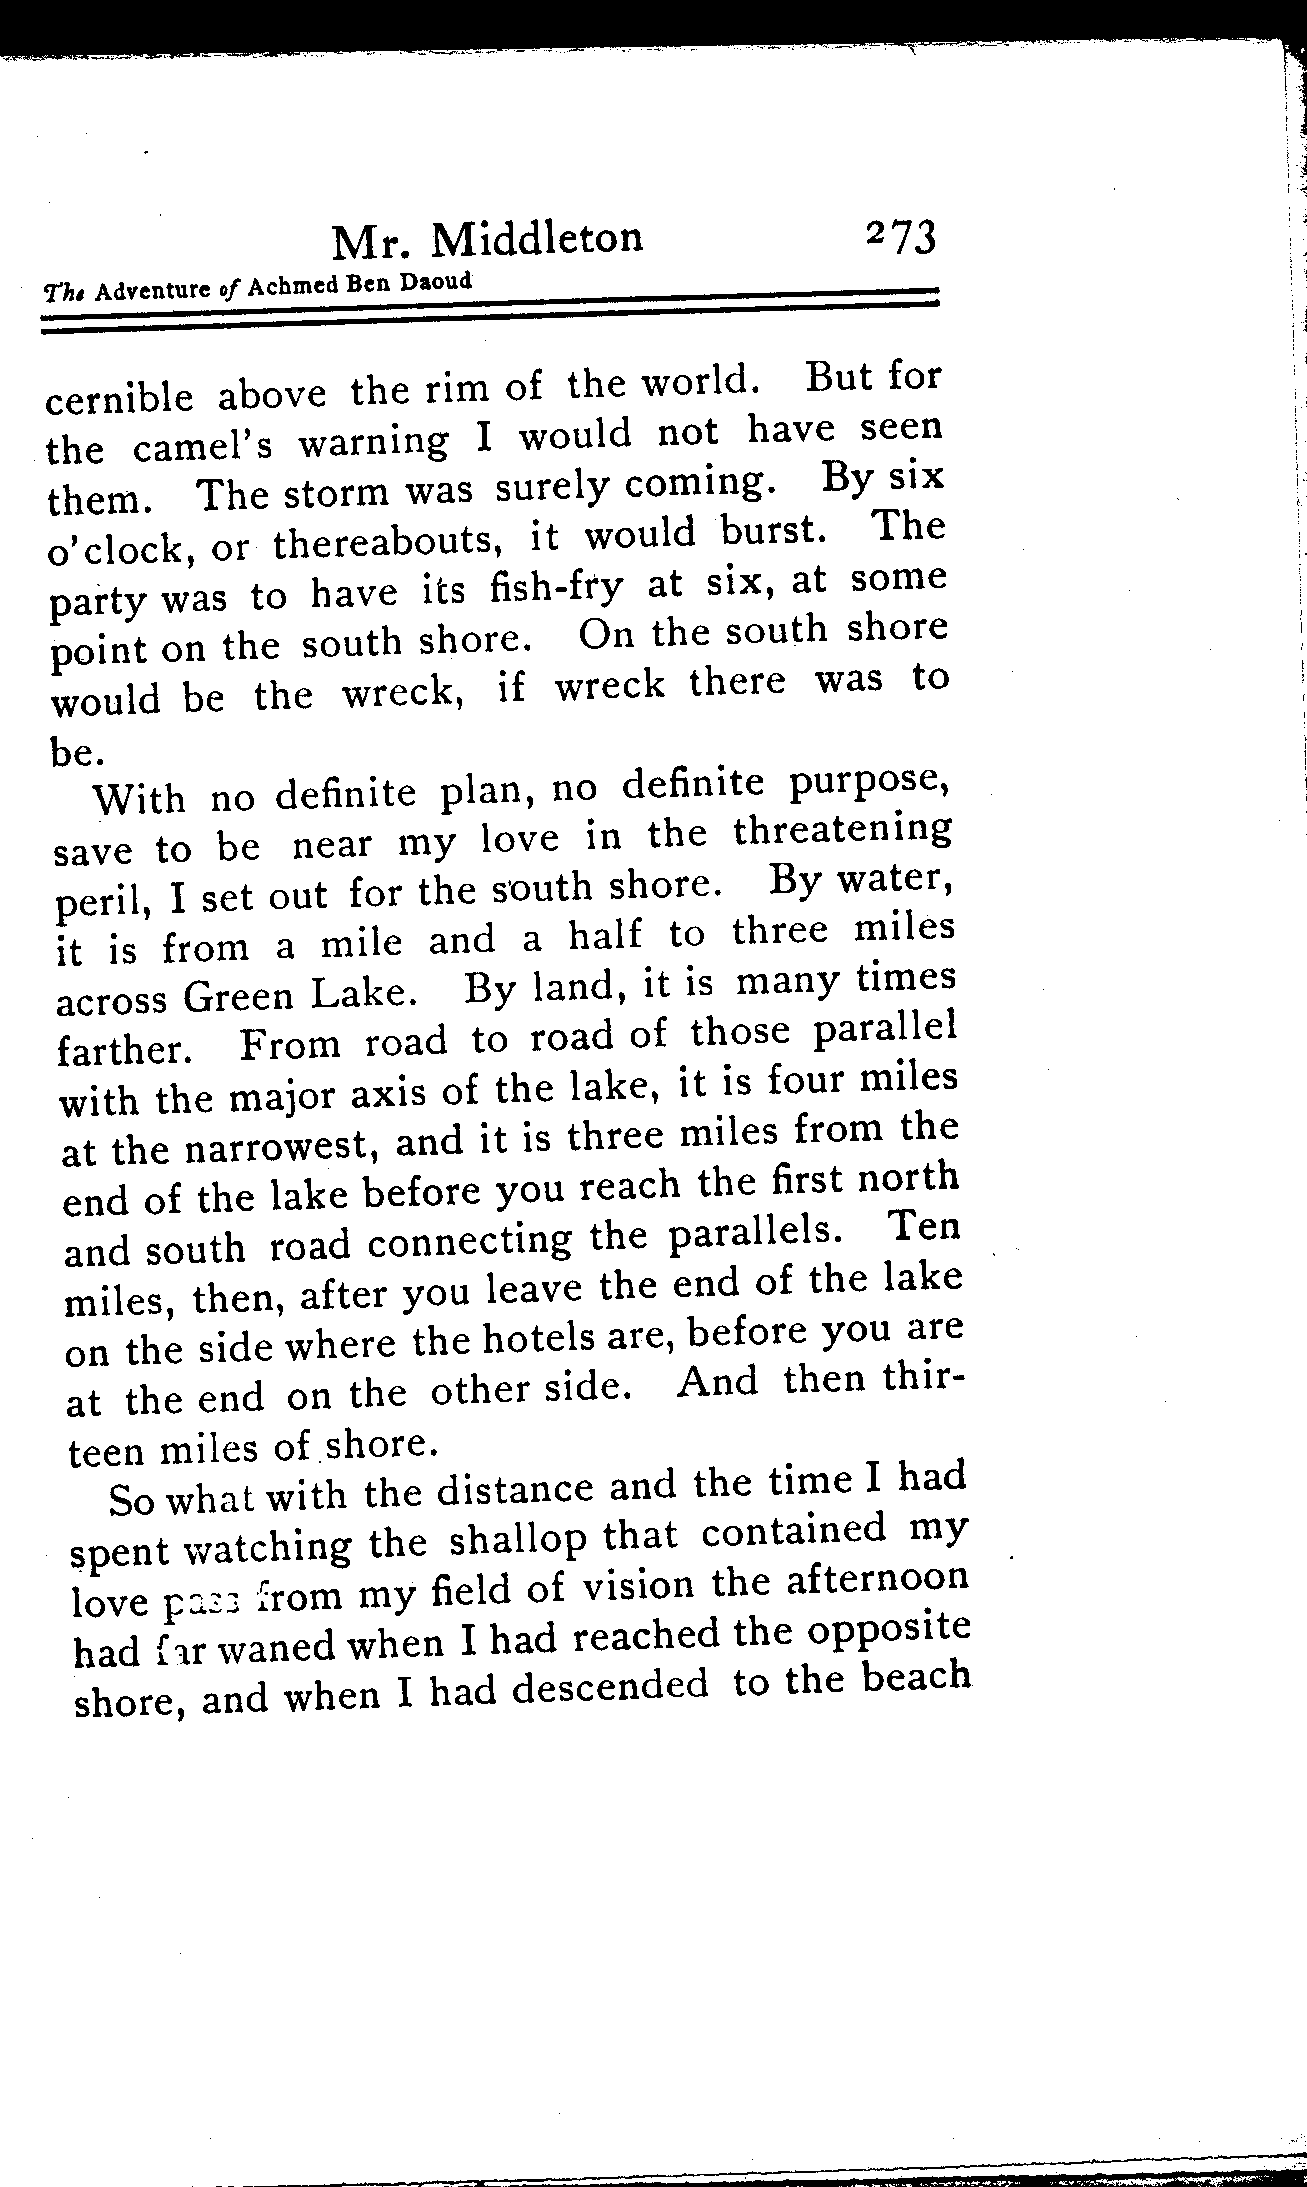 Mr. Middleton 273
The Adventure of Achmed Ben Daoud
cernible above the rim of the world. But for
the camel's warning I would not have seen
them. The storm was surely coming. By six
o'clock, or thereabouts, it would burst. The
party was to have its fish-fry at six, at some
point on the south shore. On the south shore
would be the wreck, if wreck there was to
be.
With no definite plan, no definite purpose,
save to be near my love in the threatening
peril, I set out for the south shore. By water,
it is from a mile and a half to three miles
across Green Lake. By land, it is many times
farther. From road to road of those parallel
with the major axis of the lake, it is four miles
at the narrowest, and it is three miles from the
end of the lake before you reach the first north
and south road connecting the parallels. Ten
miles, then, after you leave the end of the lake
on the side where the hotels are, before you are
at the end on the other side. And then thir-
teen miles of shore.
So what with the distance and the time I had
spent watching the shallop that contained my
love pass from my field of vision the afternoon
had far waned when I had reached the opposite
shore, and when I had descended to the beach